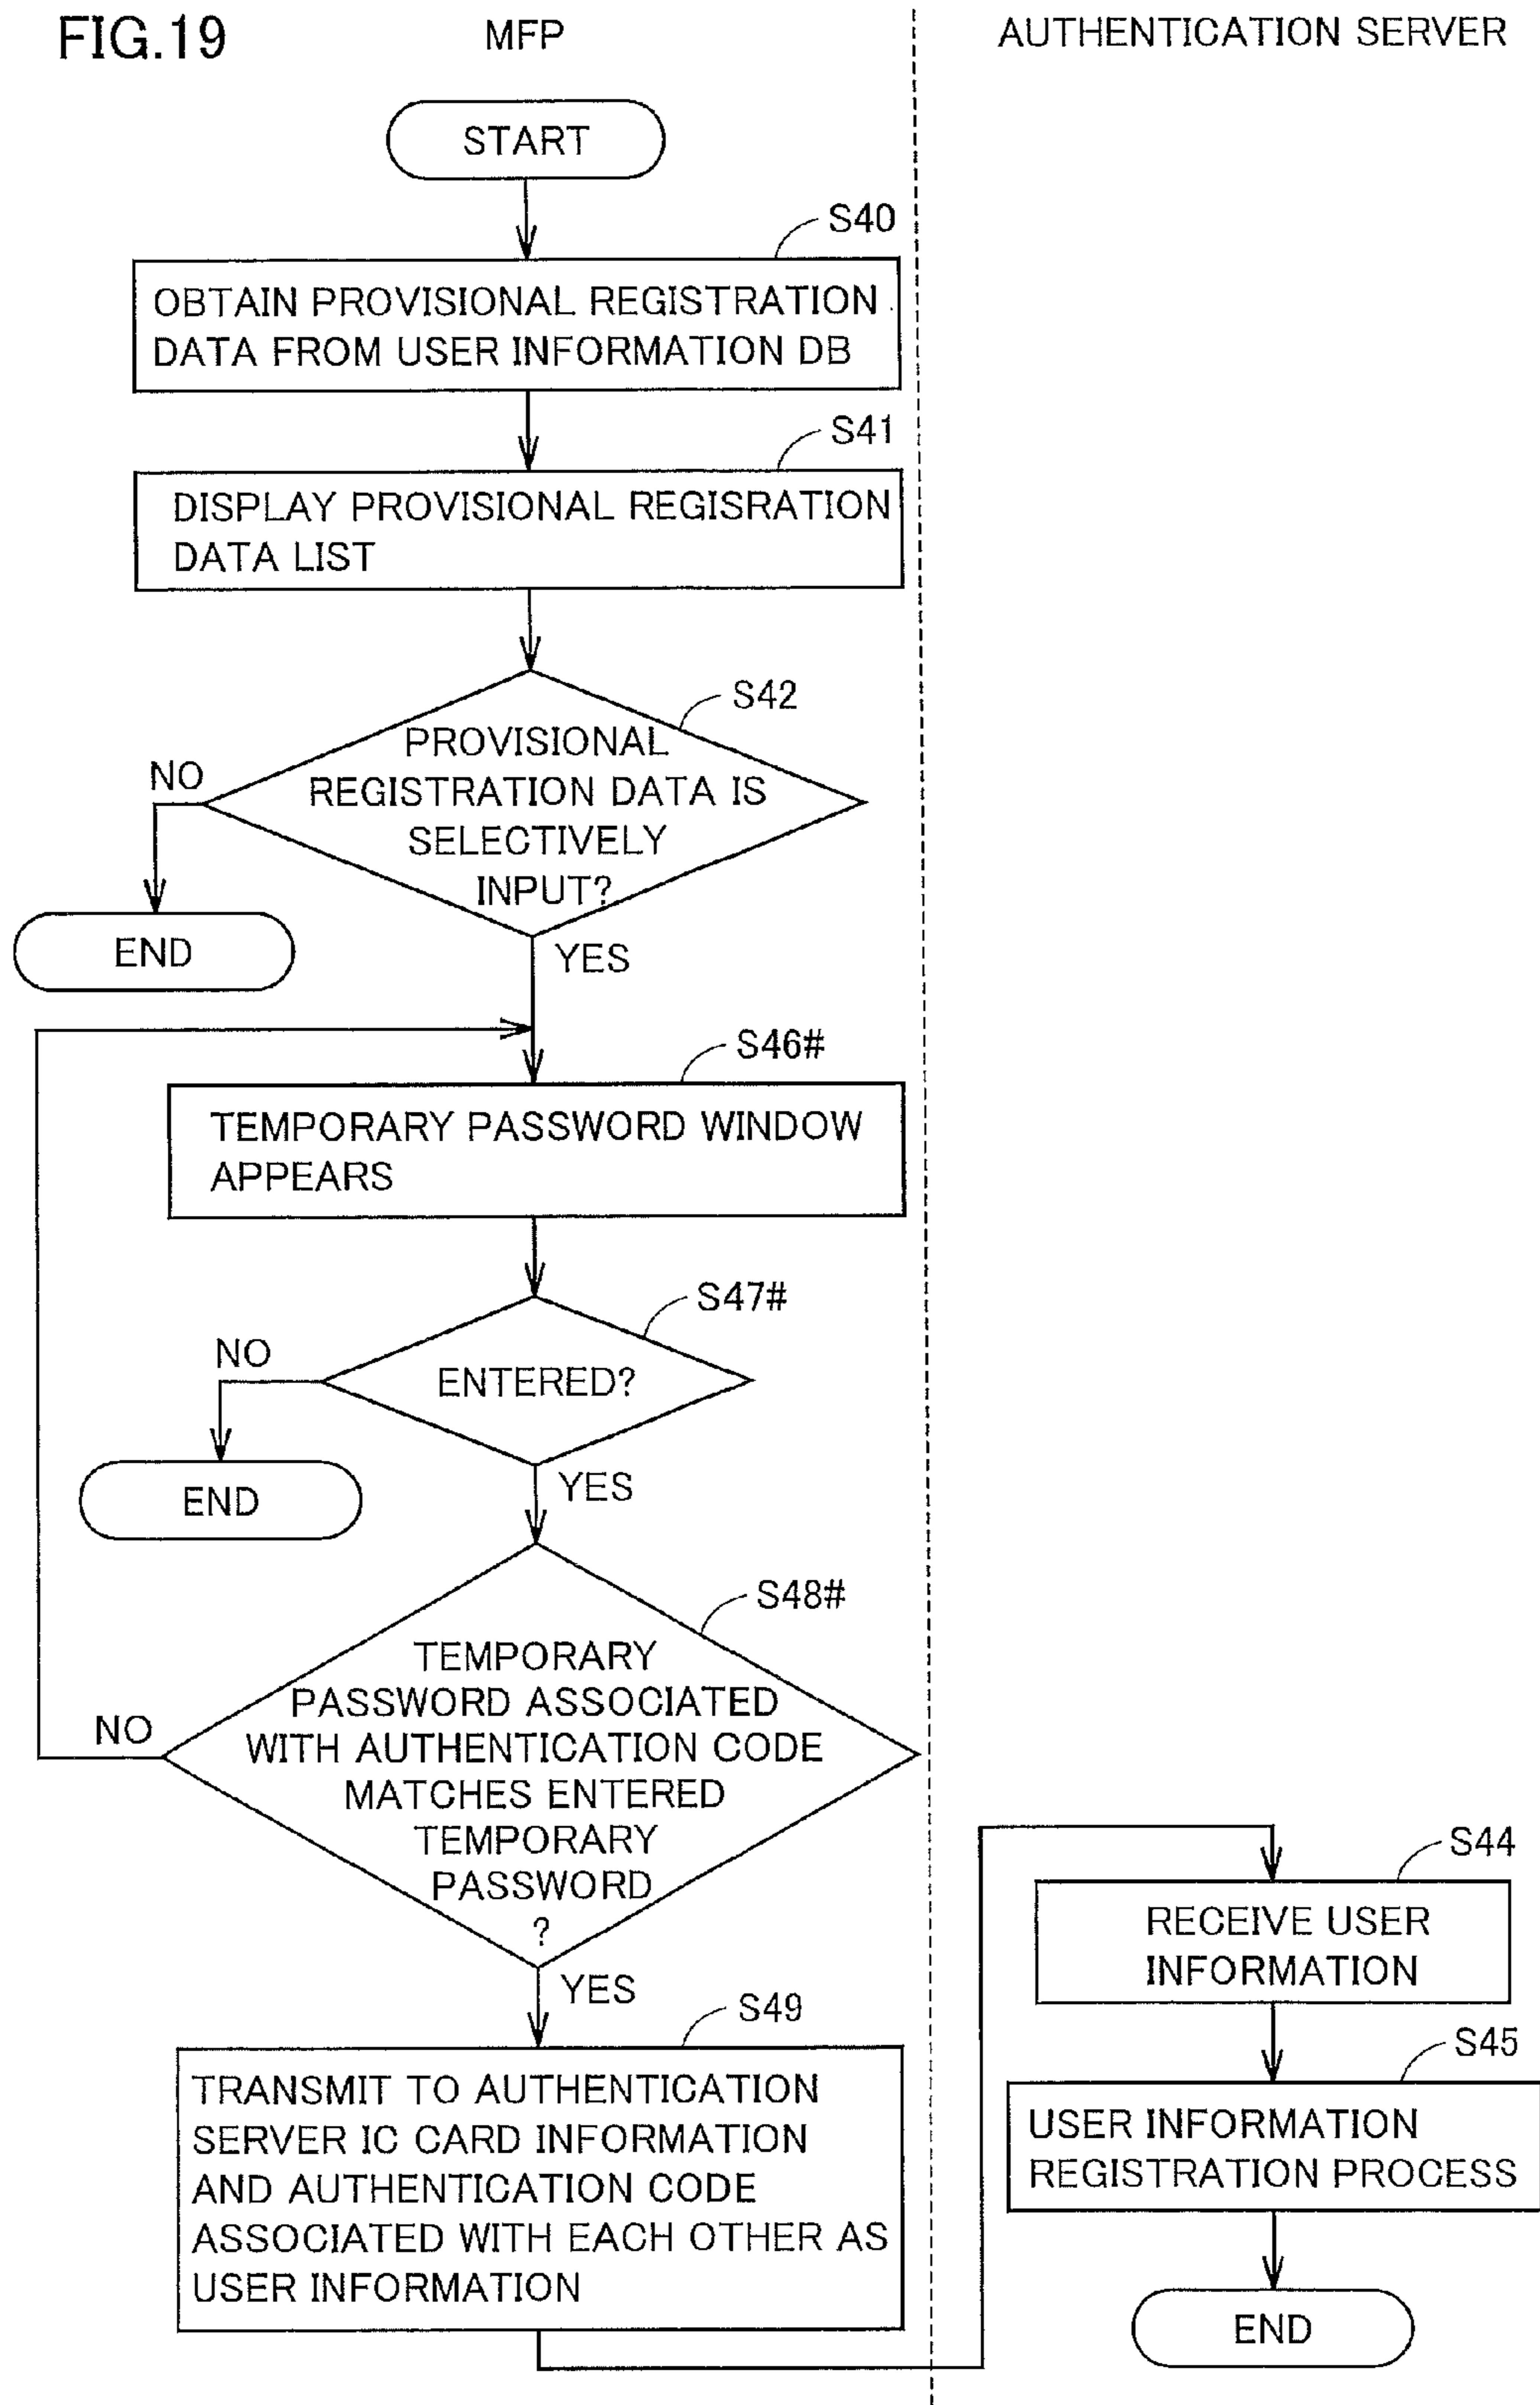 FIG.19
MFP
AUTHENTICATION SERVER
START
S40
OBTAIN PROVISIONAL REGISTRATION
DATA FROM USER INFORMATION DB
S41
DISPLAY PROVISIONAL REGISRATION
DATA LIST
S42
PROVISIONAL
REGISTRATION DATA IS
SELECTIVELY
INPUT?
NO
END
YES
S46#
TEMPORARY PASSWORD WINDOW
APPEARS
S47#
ENTERED?
NO
END
YES
S48#
TEMPORARY
PASSWORD ASSOCIATED
WITH AUTHENTICATION CODE
MATCHES ENTERED
TEMPORARY
PASSWORD
?
NO
YES
S49
TRANSMIT TO AUTHENTICATION
SERVER IC CARD INFORMATION
AND AUTHENTICATION CODE
ASSOCIATED WITH EACH OTHER AS
USER INFORMATION
S44
RECEIVE USER
INFORMATION
S45
USER INFORMATION
REGISTRATION PROCESS
END